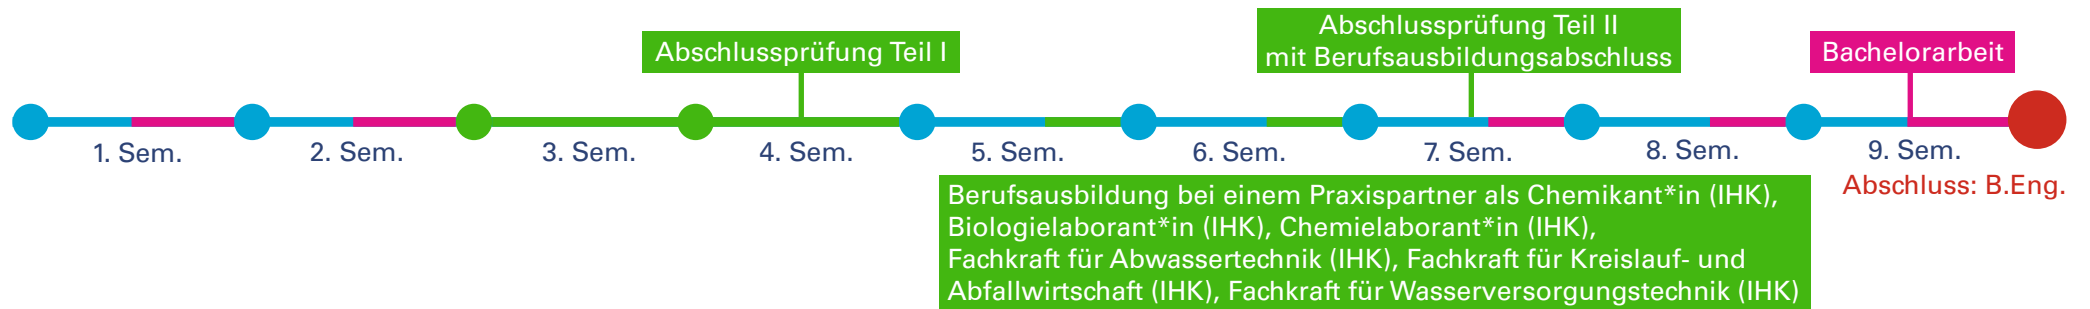 Abschlussprüfung Teil I
Abschlussprüfung Teil II
mit Berufsausbildungsabschluss
Bachelorarbeit
1. Sem.
2. Sem.
3. Sem.
4. Sem.
5. Sem.
6. Sem.
7. Sem.
8. Sem.
9. Sem.
Abschluss: B.Eng.
Berufsausbildung bei einem Praxispartner als Chemikant*in (IHK),
Biologielaborant*in (IHK), Chemielaborant*in (IHK),
Fachkraft für Abwassertechnik (IHK), Fachkraft für Kreislauf- und
Abfallwirtschaft (IHK), Fachkraft für Wasserversorgungstechnik (IHK)